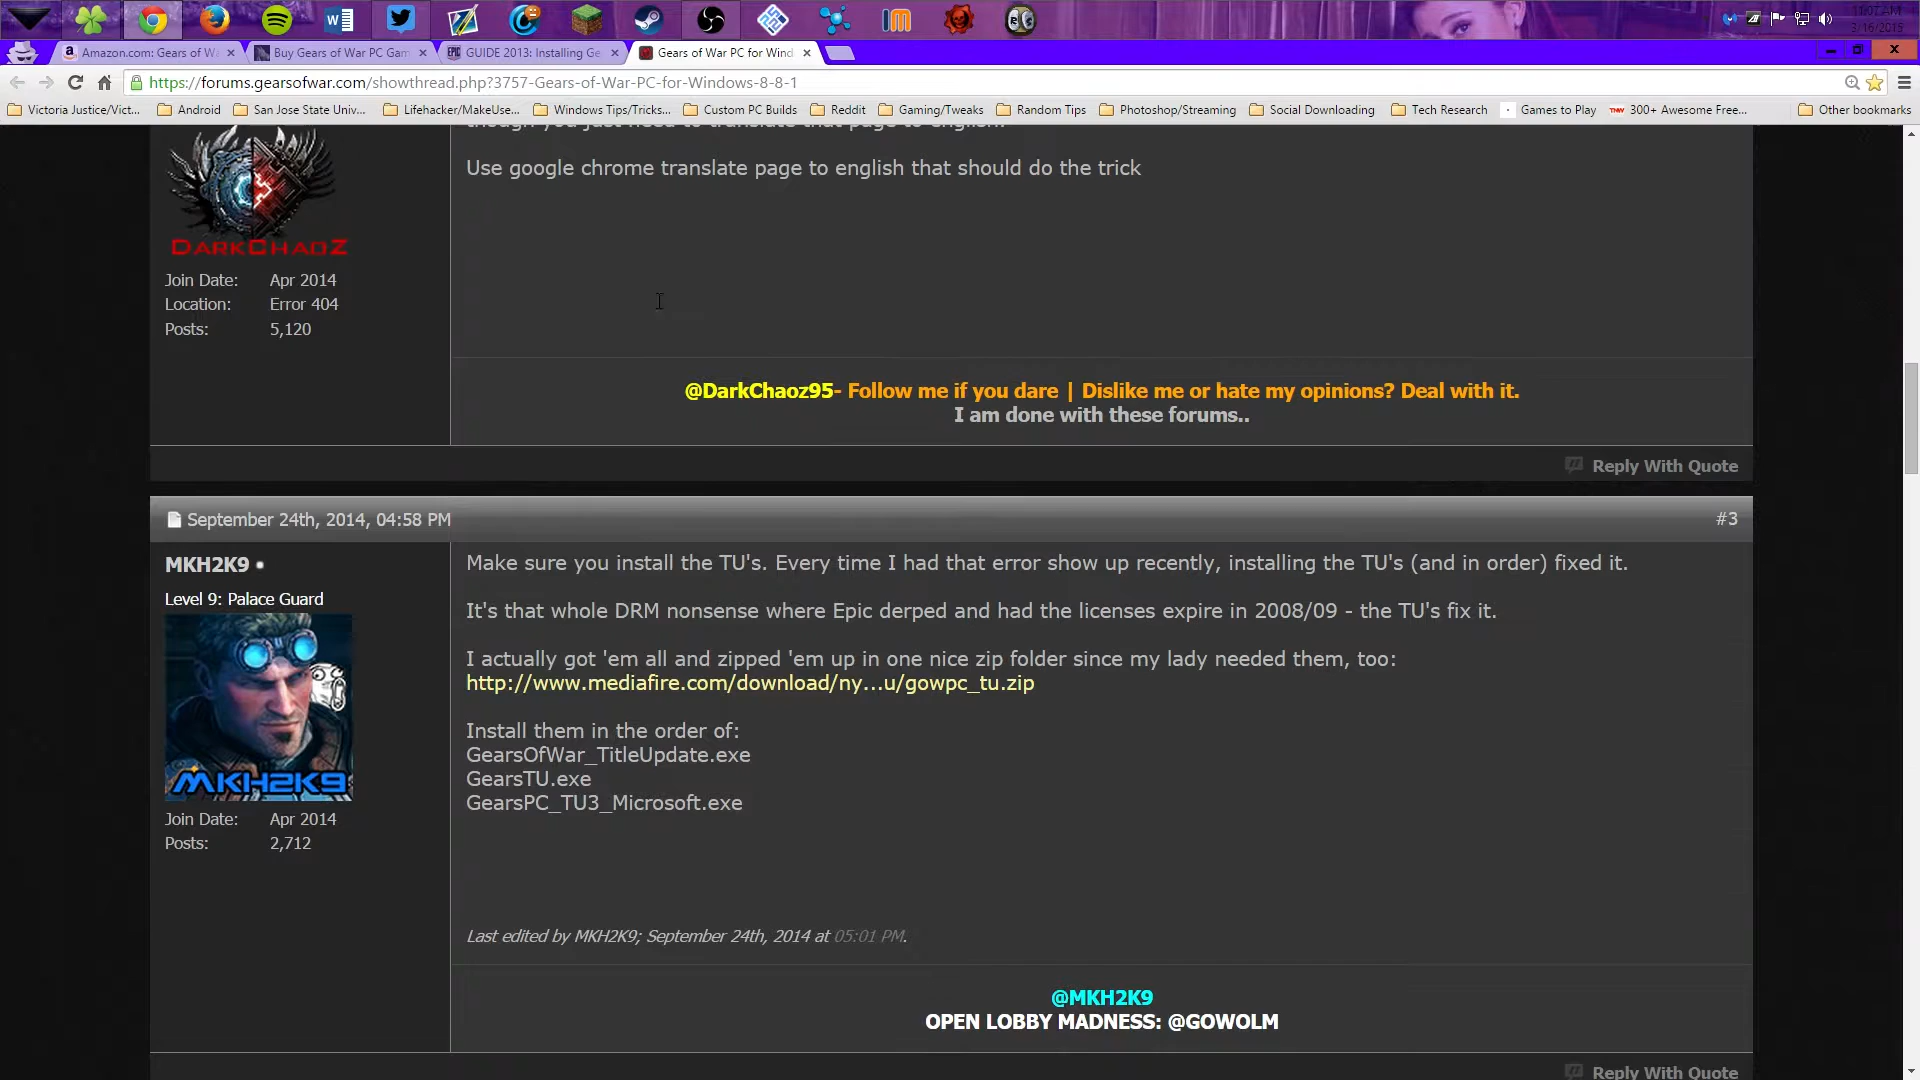 11:07 AM
3/16/2015
Amazon.com: Gears of W
Buy Gears of War PC Gam
GUIDE 2013: Installing Ge
Gears of War PC for Wind
https://forums.gearsofwar.com/showthread.php?3757-Gears-of-War-PC-for-Windows-8-8-1
Victoria Justice/Vict...
Android
San Jose State Univ...
Lifehacker/MakeUse...
Windows Tips/Tricks...
Custom PC Builds
Reddit
Gaming/Tweaks
Random Tips
Photoshop/Streaming
Social Downloading
Tech Research
Games to Play
300+ Awesome Free...
Other bookmarks
though you just need to translate that page to english..
Use google chrome translate page to english that should do the trick
DARKCHAOZ
Join Date: Apr 2014
Location: Error 404
Posts: 5,120
@DarkChaoz95- Follow me if you dare | Dislike me or hate my opinions? Deal with it.
I am done with these forums..
Reply With Quote
September 24th, 2014, 04:58 PM
#3
MKH2K9
Level 9: Palace Guard
MKH2K9
Join Date: Apr 2014
Posts: 2,712
Make sure you install the TU's. Every time I had that error show up recently, installing the TU's (and in order) fixed it.
It's that whole DRM nonsense where Epic derped and had the licenses expire in 2008/09 - the TU's fix it.
I actually got 'em all and zipped 'em up in one nice zip folder since my lady needed them, too:
http://www.mediafire.com/download/ny...u/gowpc_tu.zip
Install them in the order of:
GearsOfWar_TitleUpdate.exe
GearsTU.exe
GearsPC_TU3_Microsoft.exe
Last edited by MKH2K9; September 24th, 2014 at 05:01 PM.
@MKH2K9
OPEN LOBBY MADNESS: @GOWOLM
Reply With Quote